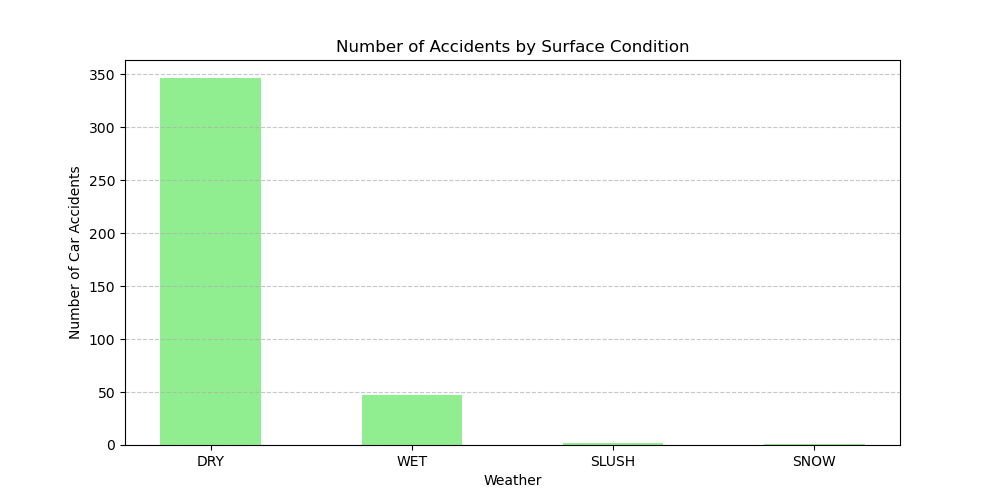 Number of Accidents by Surface Condition
350
300
250
200
150
100
50
0
Number of Car Accidents
DRY
WET
SLUSH
SNOW
Weather